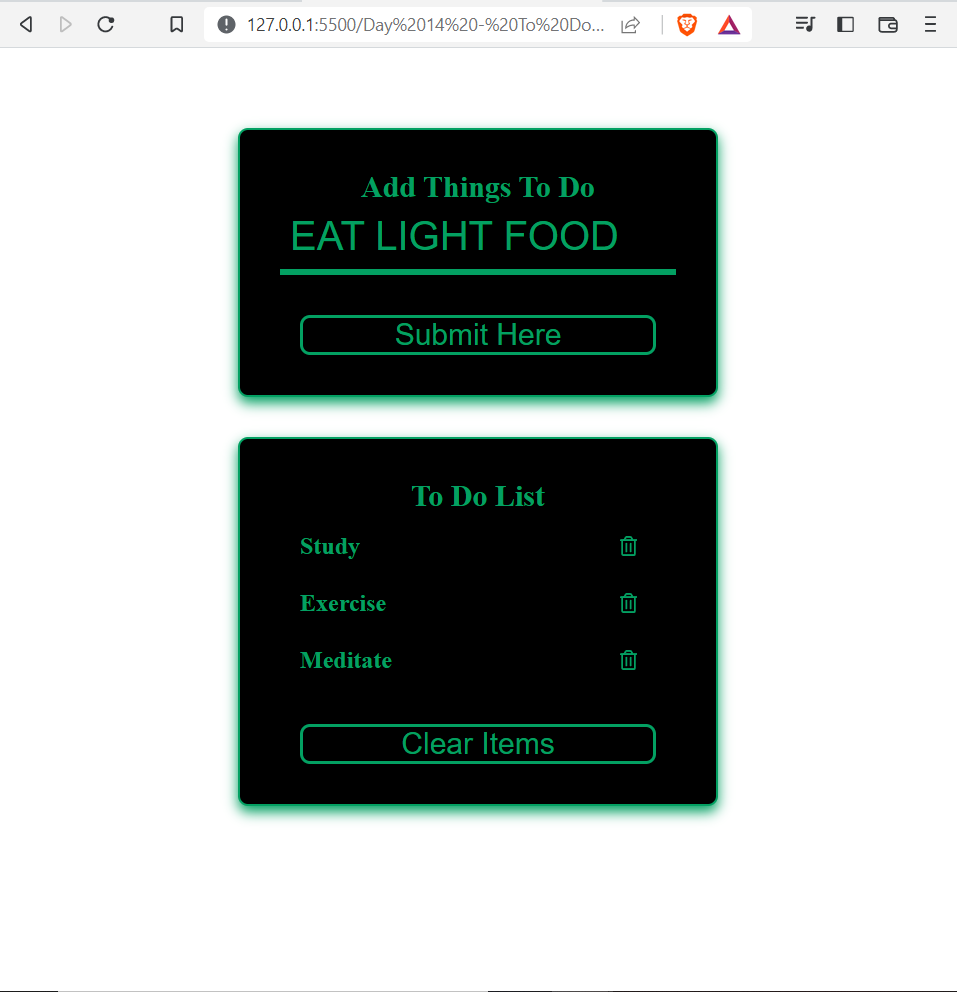 127.0.0.1:5500/Day%2014%20-%20To%20Do...
Add Things To Do
EAT LIGHT FOOD
Submit Here
To Do List
Study
Exercise
Meditate
Clear Items